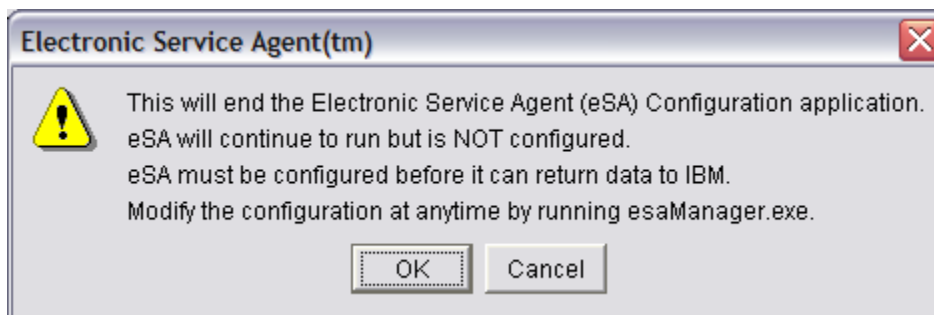 Electronic Service Agent(tm)
This will end the Electronic Service Agent (eSA) Configuration application.
eSA will continue to run but is NOT configured.
eSA must be configured before it can return data to IBM.
Modify the configuration at anytime by running esaManager.exe.
OK Cancel